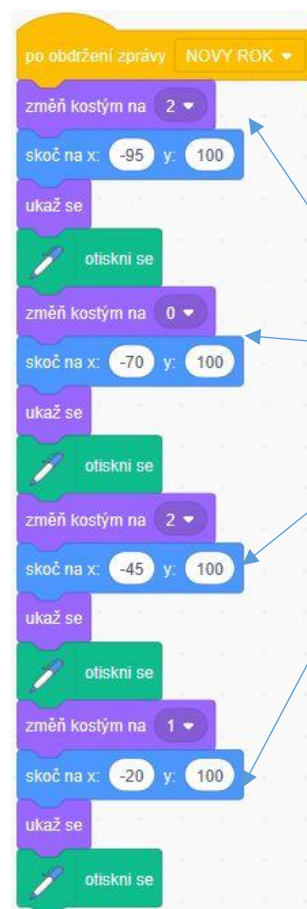 po obdržení zprávy NOVY ROK
změň kostým na 2
skoč na x: -95 y: 100
ukaž se
otiskni se
změň kostým na 0
skoč na x: -70 y: 100
ukaž se
otiskni se
změň kostým na 2
skoč na x: -45 y: 100
ukaž se
otiskni se
změň kostým na 1
skoč na x: -20 y: 100
ukaž se
otiskni se